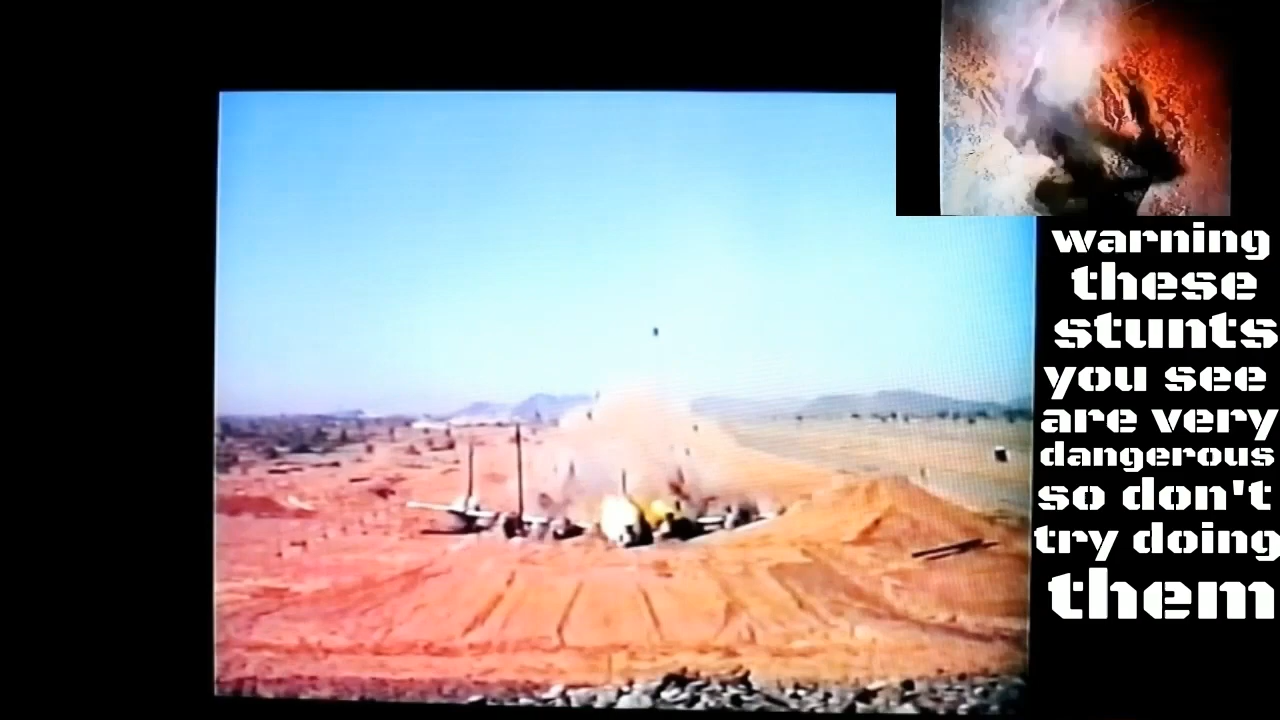 warning
these
stunts
you see
are very
dangerous
so don't
try doing
them